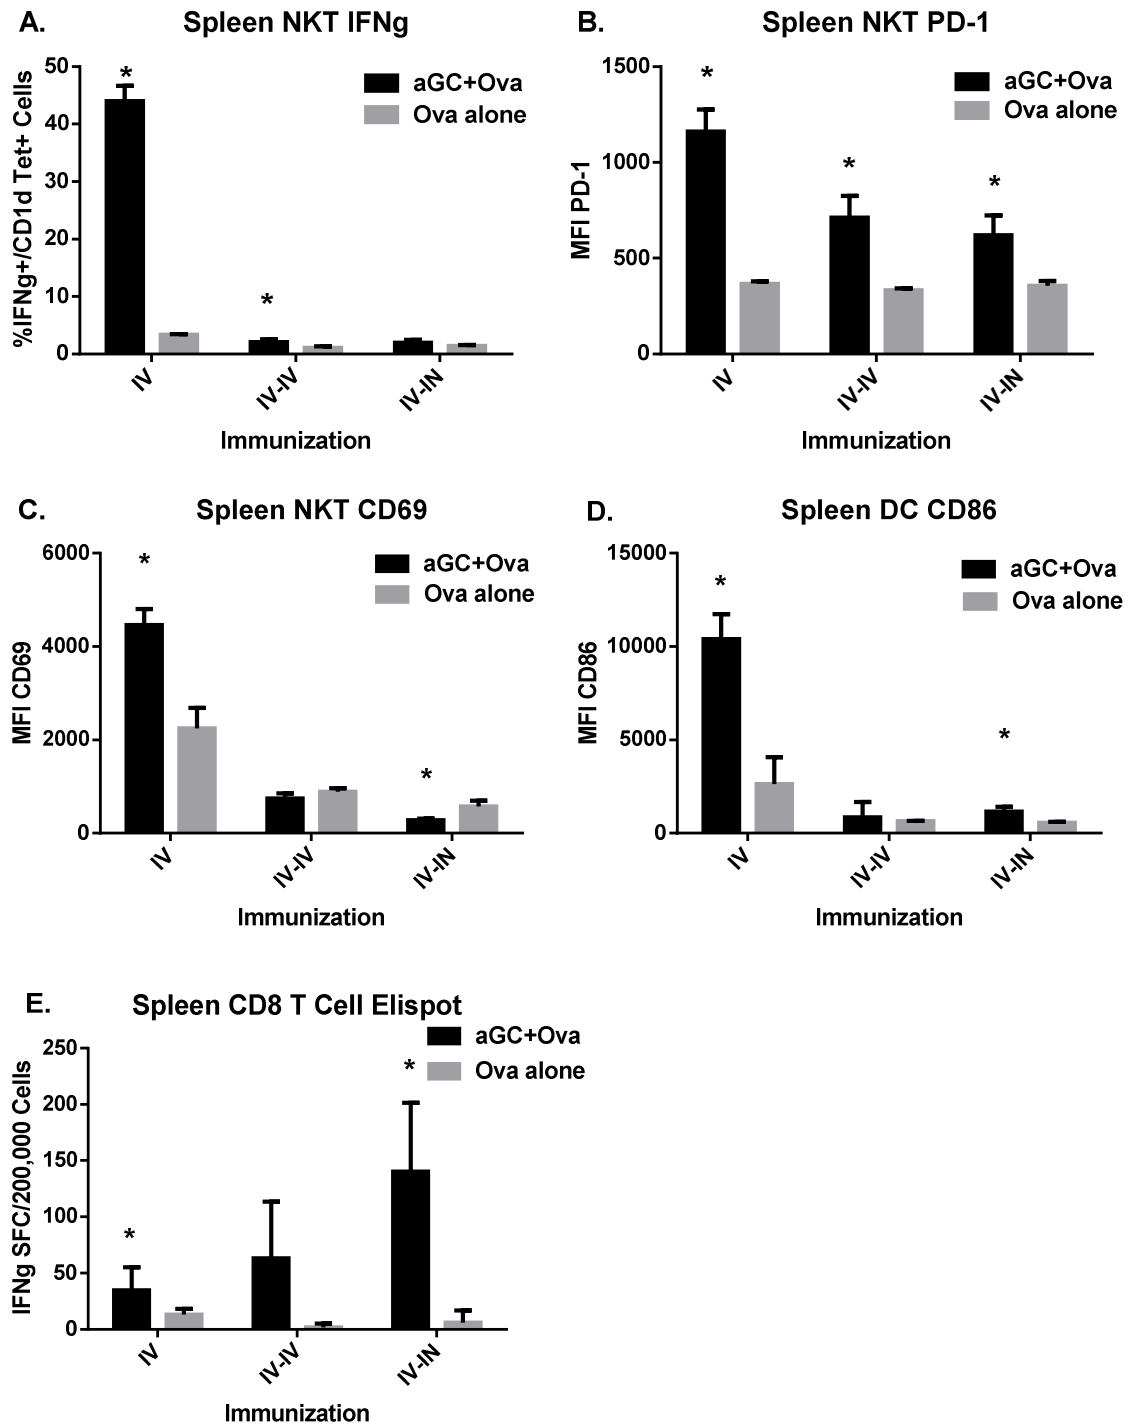 A. Spleen NKT IFNg
%IFNg+/CD1d Tet+ Cells
50
40
30
20
10
0
*
*
aGC+Ova
Ova alone
IV
IV-IV
IV-IN
Immunization
B. Spleen NKT PD-1
MFI PD-1
1500
1000
500
0
*
*
*
aGC+Ova
Ova alone
IV
IV-IV
IV-IN
Immunization
C. Spleen NKT CD69
MFI CD69
6000
4000
2000
0
*
*
aGC+Ova
Ova alone
IV
IV-IV
IV-IN
Immunization
D. Spleen DC CD86
MFI CD86
15000
10000
5000
0
*
*
aGC+Ova
Ova alone
IV
IV-IV
IV-IN
Immunization
E. Spleen CD8 T Cell Elispot
IFNg SFC/200,000 Cells
250
200
150
100
50
0
*
*
aGC+Ova
Ova alone
IV
IV-IV
IV-IN
Immunization